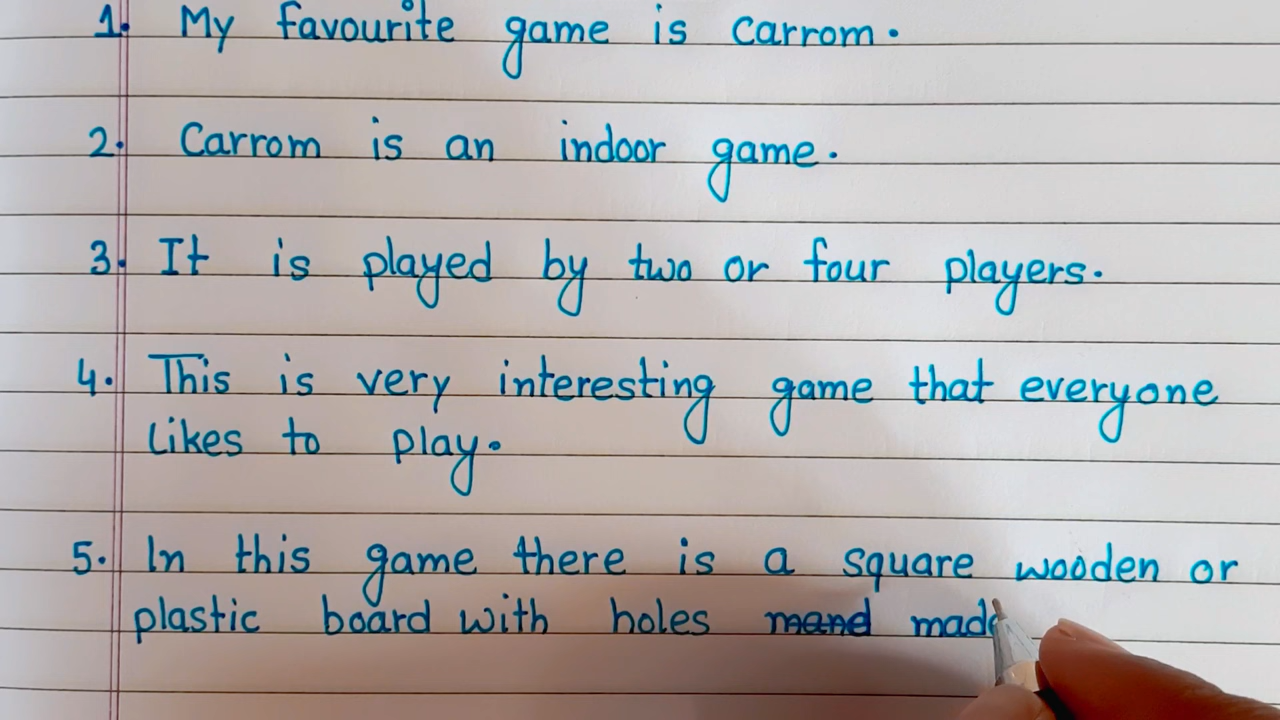 1. My favourite game is Carrom.
2. Carrom is an indoor game.
3. It is played by two or four players.
4. This is very interesting game that everyone
likes to play.
5. In this game there is a square wooden or
plastic board with holes made